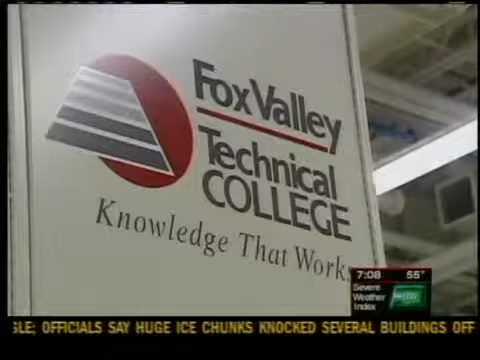 Fox Valley
Technical
COLLEGE
Knowledge That Works
7:08 55°
Severe
Weather
Index
GLE; OFFICIALS SAY HUGE ICE CHUNKS KNOCKED SEVERAL BUILDINGS OFF